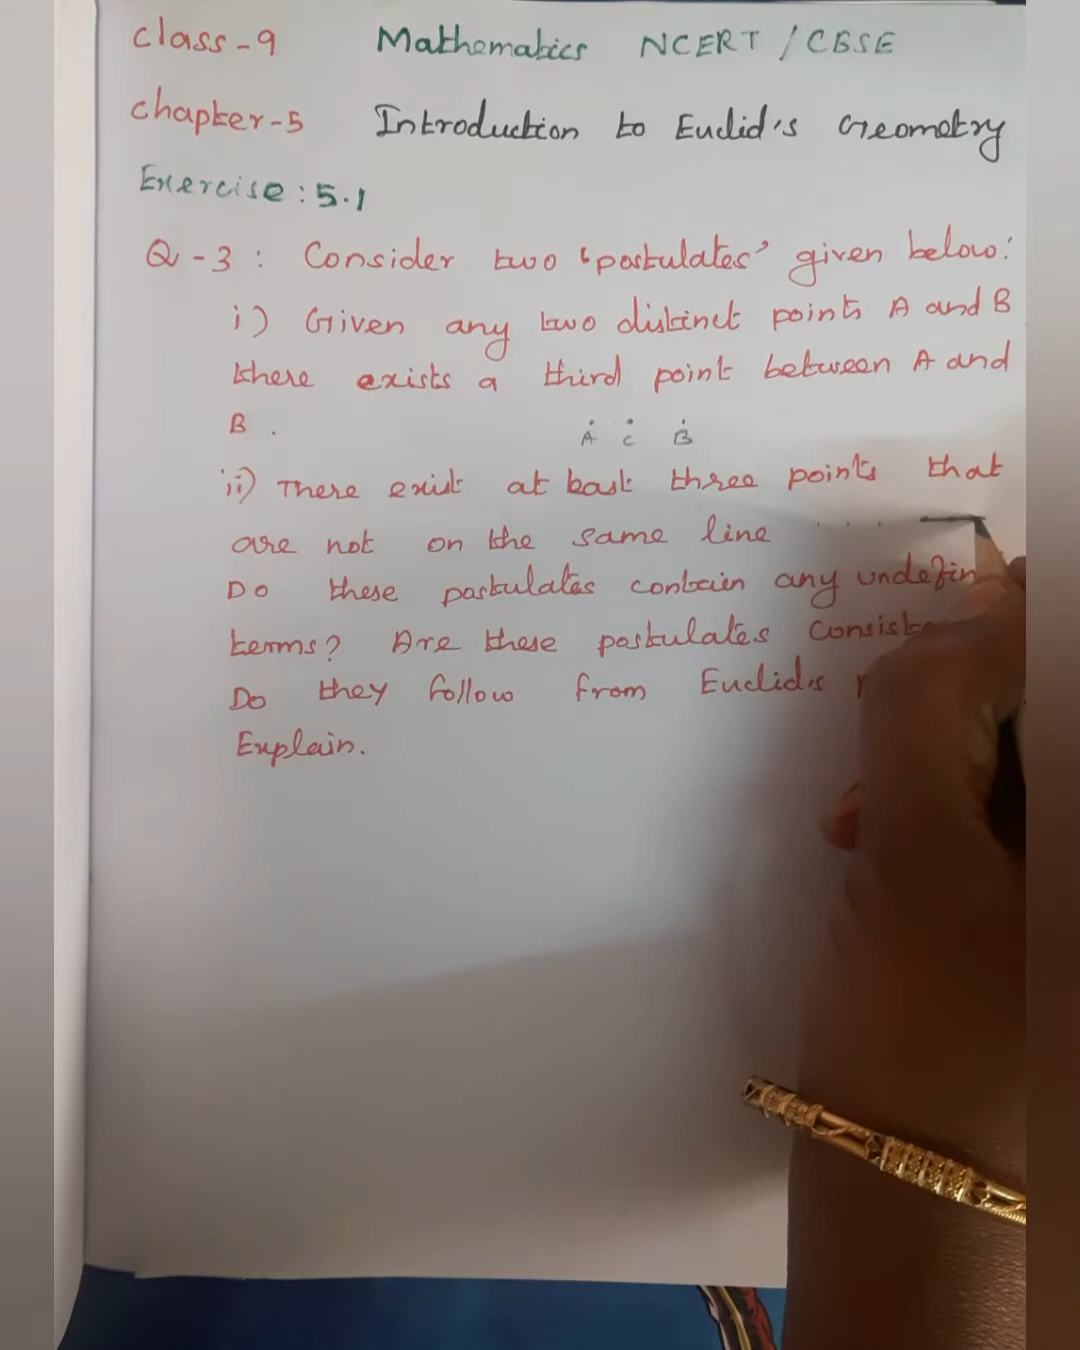 Class-9 Mathematics NCERT / CBSE
Chapter-5 Introduction to Euclid's Geometry
Exercise: 5.1
Q-3: Consider two 'postulates' given below:
i) Given any two distinct points A and B
there exists a third point between A and
B.
A C B
ii) There exist at least three points that
are not on the same line
Do these postulates contain any undefin
terms? Are these postulates Consist
Do they follow from Euclid's
Explain.